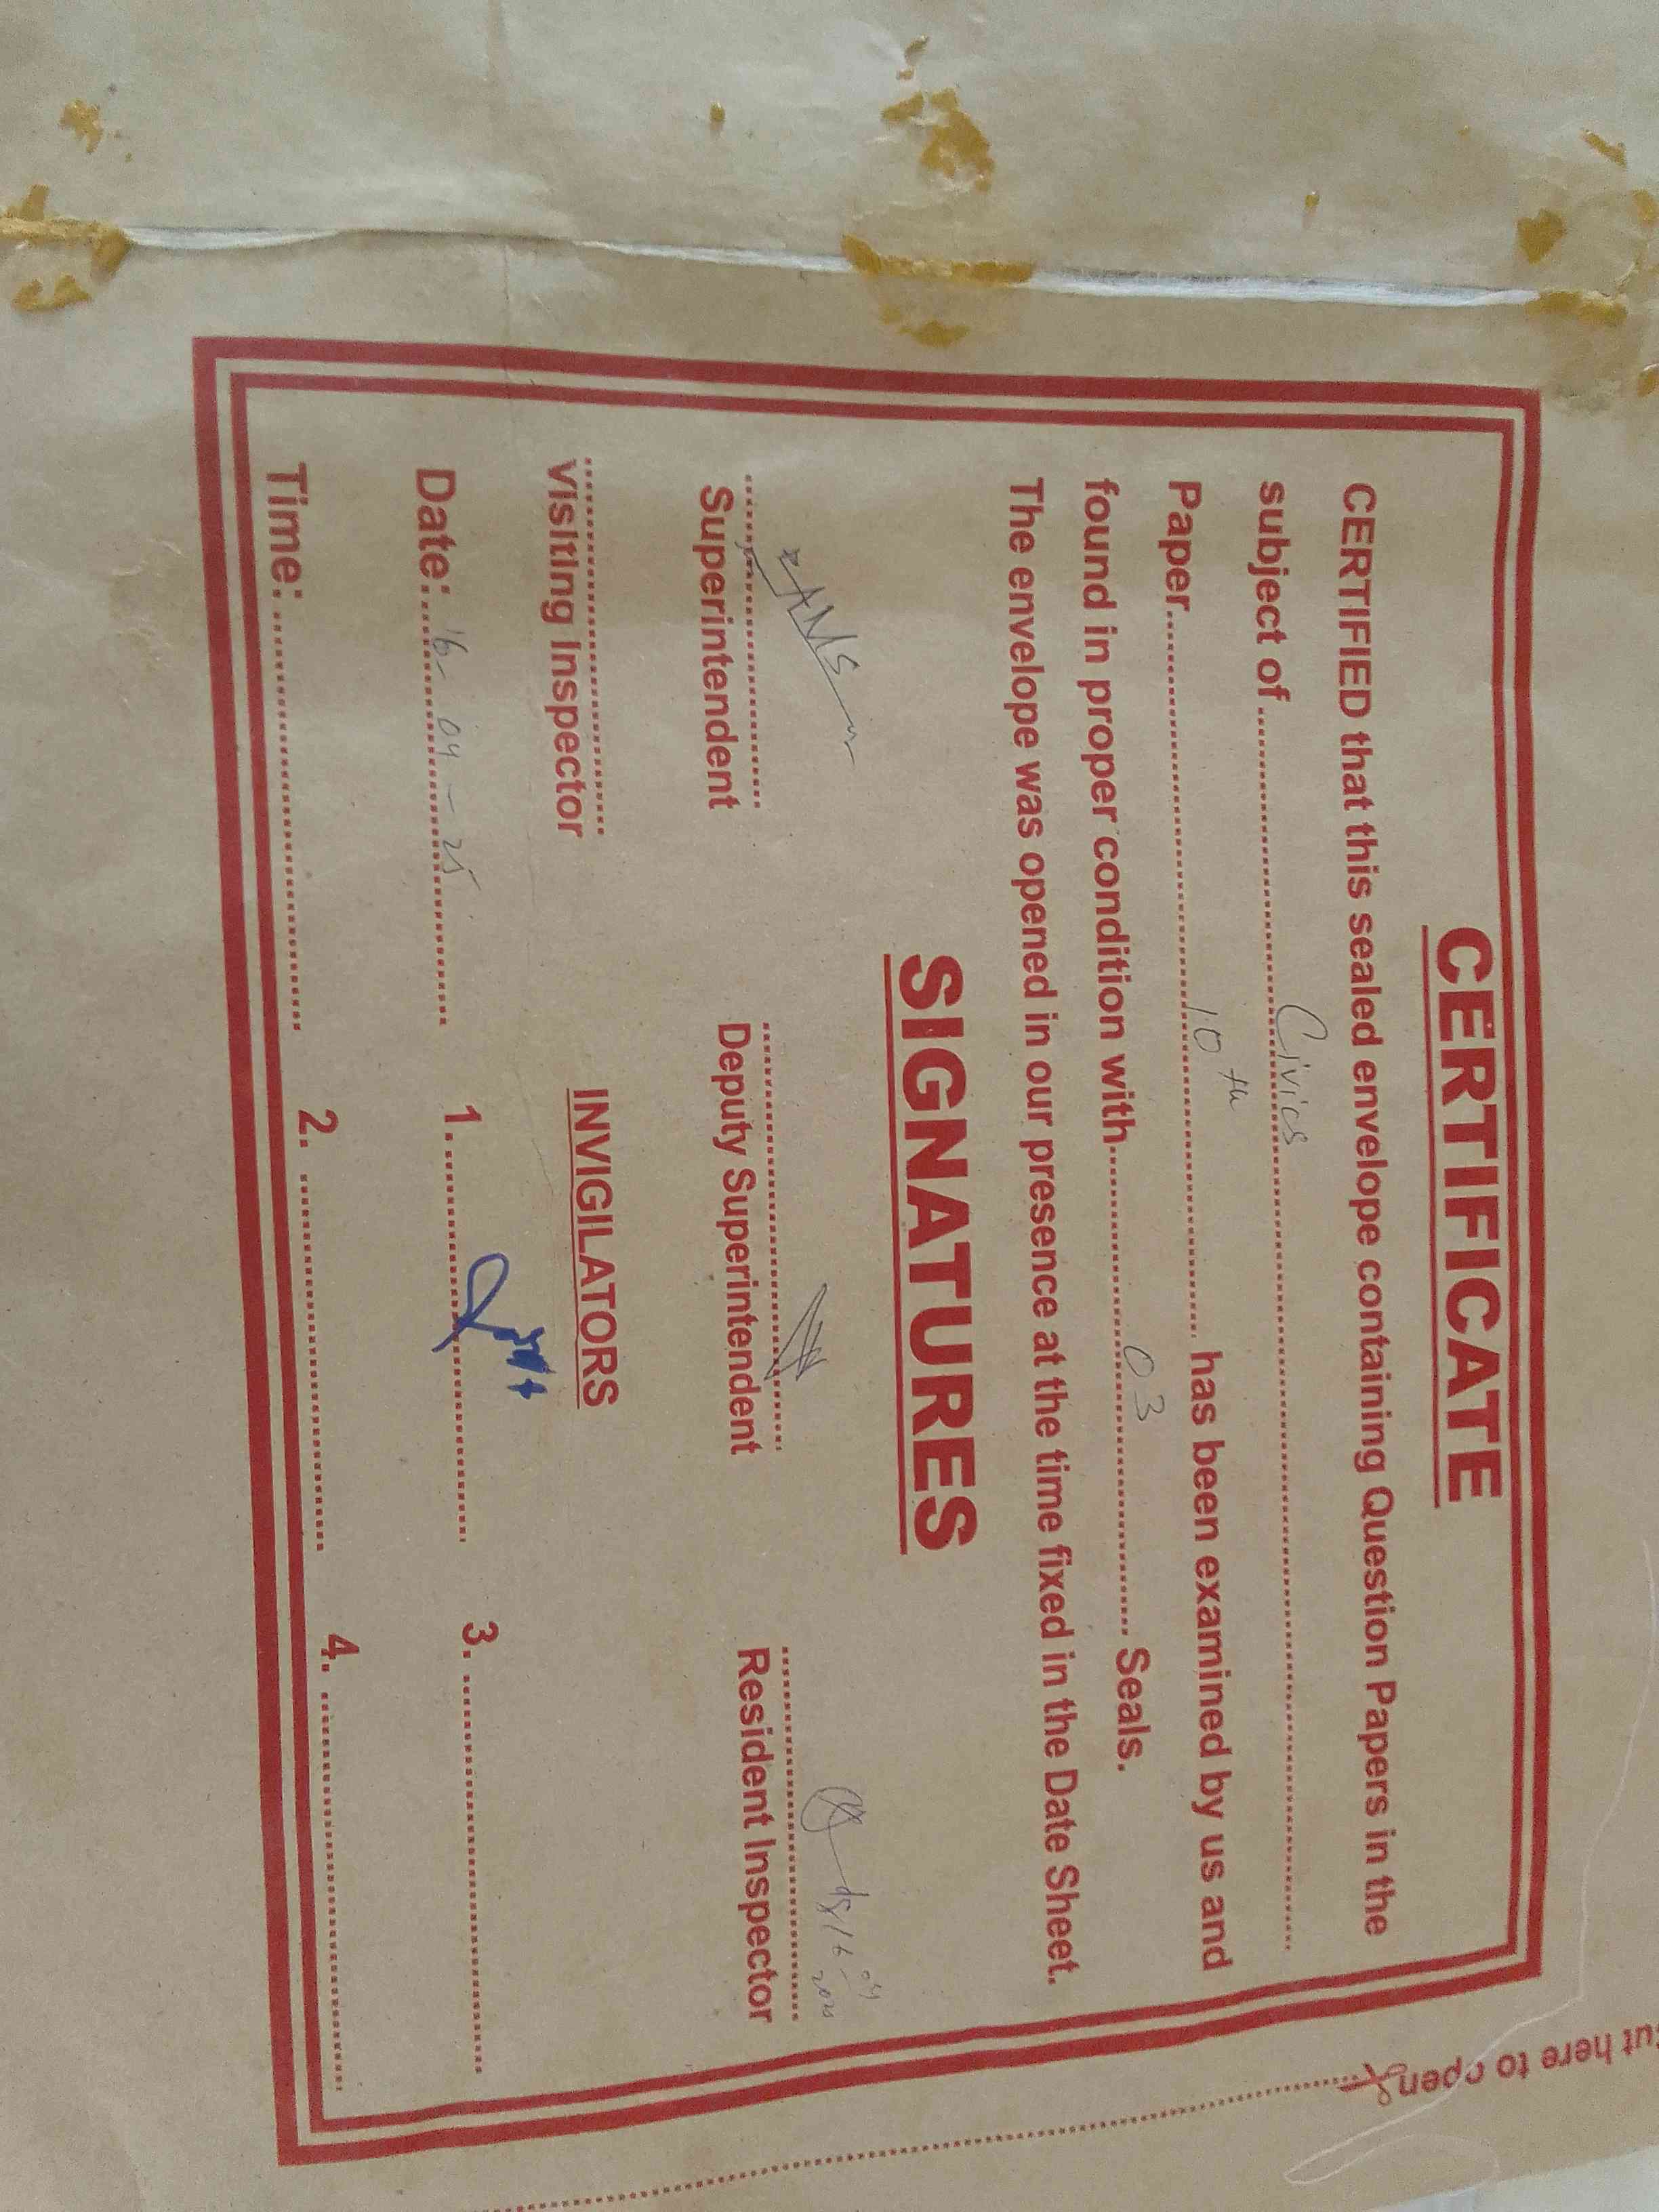 CERTIFICATE
CERTIFIED that this sealed envelope containing Question Papers in the
subject of Civics
Paper 10th has been examined by us and
found in proper condition with 03 Seals.
The envelope was opened in our presence at the time fixed in the Date Sheet.
SIGNATURES
Superintendent Deputy Superintendent Resident Inspector
Visiting Inspector INVIGILATORS
Date: 16-04-25 1. 3.
Time: 2. 4.
here to open